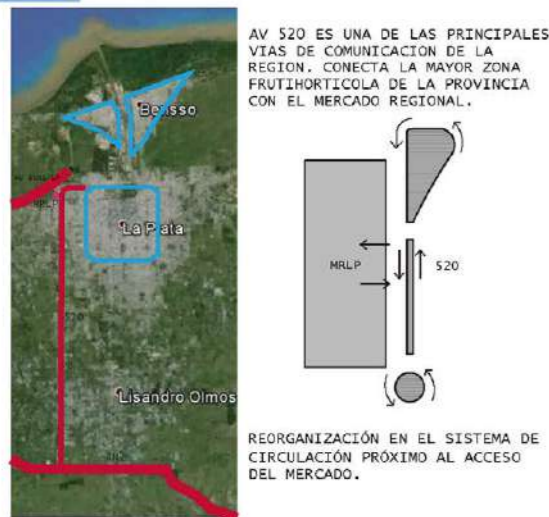 AV 520 ES UNA DE LAS PRINCIPALES
VIAS DE COMUNICACION DE LA
REGION. CONECTA LA MAYOR ZONA
FRUTIHORTICOLA DE LA PROVINCIA
CON EL MERCADO REGIONAL.
Berisso
La Plata
520
Lisandro Olmos
MRLP
520
REORGANIZACIÓN EN EL SISTEMA DE
CIRCULACIÓN PRÓXIMO AL ACCESO
DEL MERCADO.